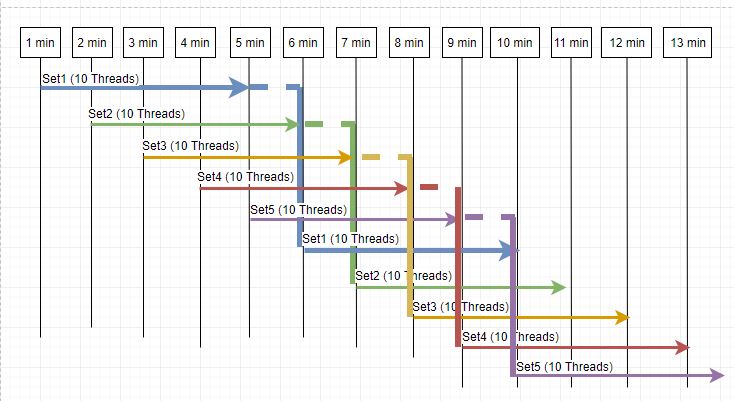 1 min 2 min 3 min 4 min 5 min 6 min 7 min 8 min 9 min 10 min 11 min 12 min 13 min
Set1 (10 Threads)
Set2 (10 Threads)
Set3 (10 Threads)
Set4 (10 Threads)
Set5 (10 Threads)
Set1 (10 Threads)
Set2 (10 Threads)
Set3 (10 Threads)
Set4 (10 Threads)
Set5 (10 Threads)